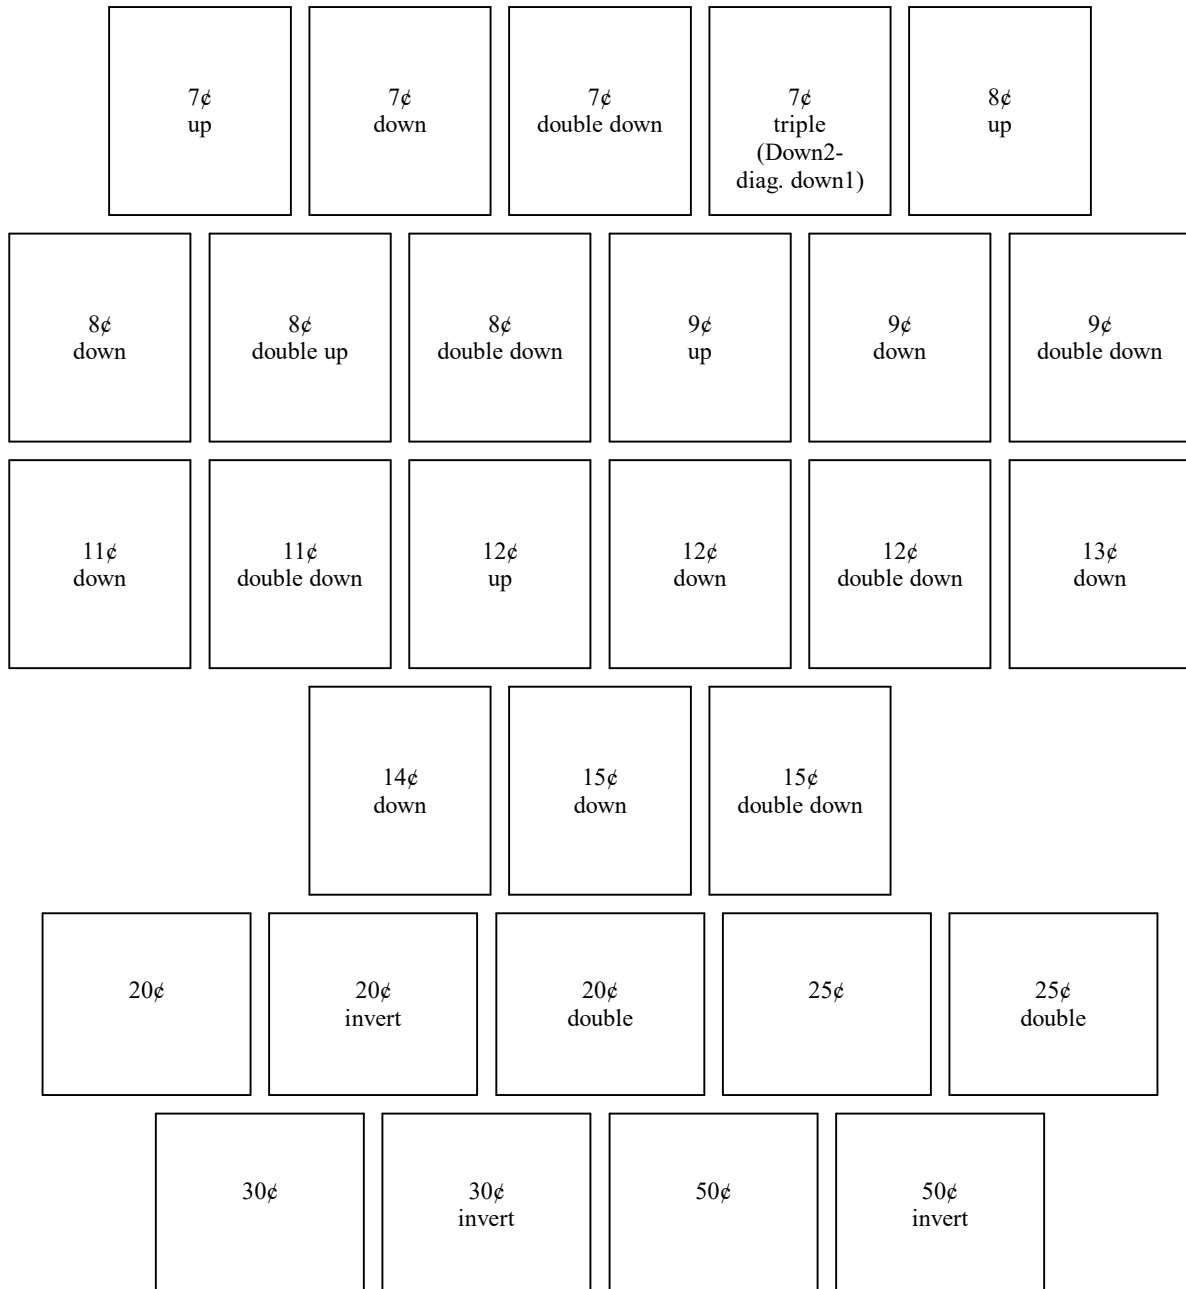 7¢
up
7¢
down
7¢
double down
7¢
triple
(Down2-
diag. down1)
8¢
up
8¢
down
8¢
double up
8¢
double down
9¢
up
9¢
down
9¢
double down
11¢
down
11¢
double down
12¢
up
12¢
down
12¢
double down
13¢
down
14¢
down
15¢
down
15¢
double down
20¢
20¢
invert
20¢
double
25¢
25¢
double
30¢
30¢
invert
50¢
50¢
invert